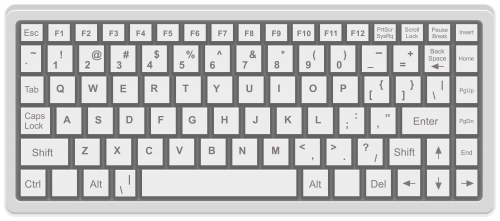 Esc F1 F2 F3 F4 F5 F6 F7 F8 F9 F10 F11 F12 PrtScr SysRq Scroll Lock Pause Break Insert
~ ` ! 1 @ 2 # 3 $ 4 % 5 ^ 6 & 7 * 8 ( 9 ) 0 _ – + = Back Space Home
Tab Q W E R T Y U I O P { [ } ] | \ PgUp
Caps Lock A S D F G H J K L : ; , " Enter PgDn
Shift Z X C V B N M < , > . ? / Shift ↑ End
Ctrl Alt | \ Alt Del ← ↓ →